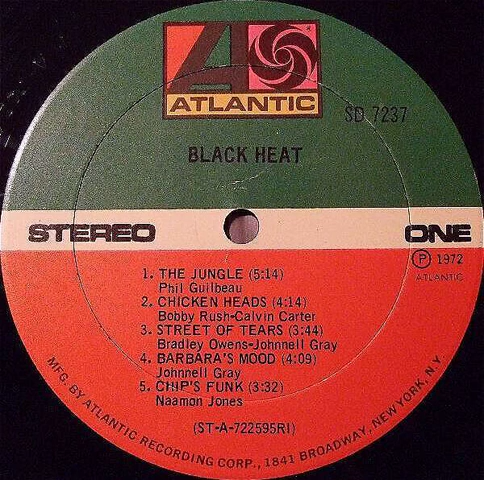 ATLANTIC
SD 7237
BLACK HEAT
STEREO
ONE
Ⓟ 1972
ATLANTIC
1. THE JUNGLE (5:14)
Phil Guilbeau
2. CHICKEN HEADS (4:14)
Bobby Rush-Calvin Carter
3. STREET OF TEARS (3:44)
Bradley Owens-Johnnell Gray
4. BARBARA'S MOOD (4:09)
Johnnell Gray
5. CHIP'S FUNK (3:32)
Naamon Jones
(ST-A-722595RI)
MFG. BY ATLANTIC RECORDING CORP., 1841 BROADWAY, NEW YORK, N.Y.